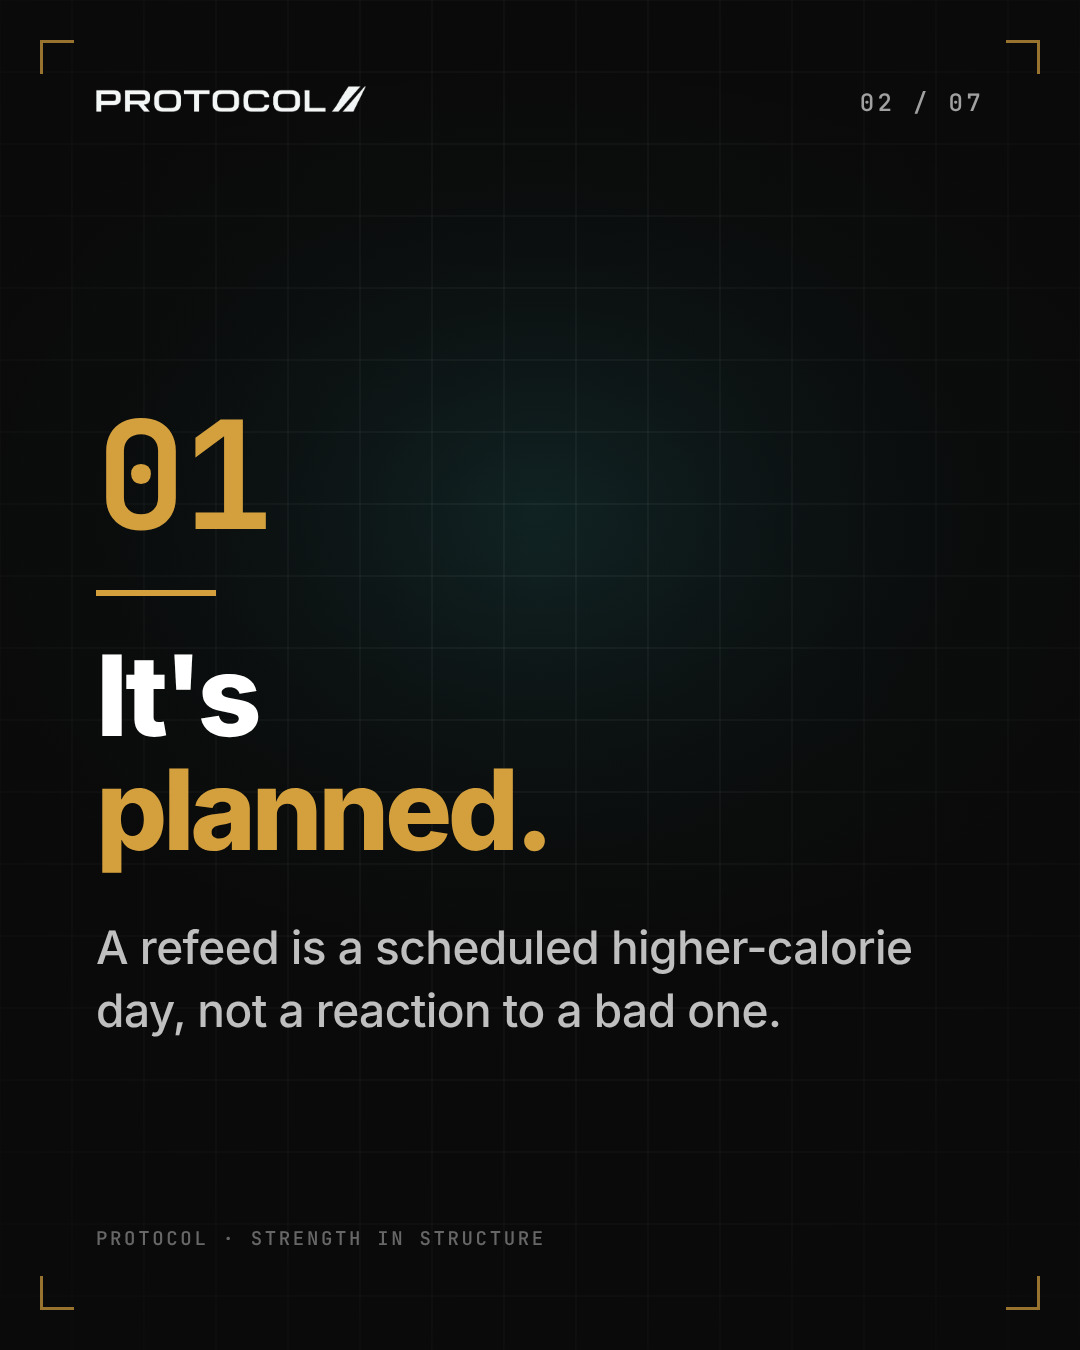 PROTOCOL
02 / 07
01
It's
planned.
A refeed is a scheduled higher-calorie
day, not a reaction to a bad one.
PROTOCOL · STRENGTH IN STRUCTURE